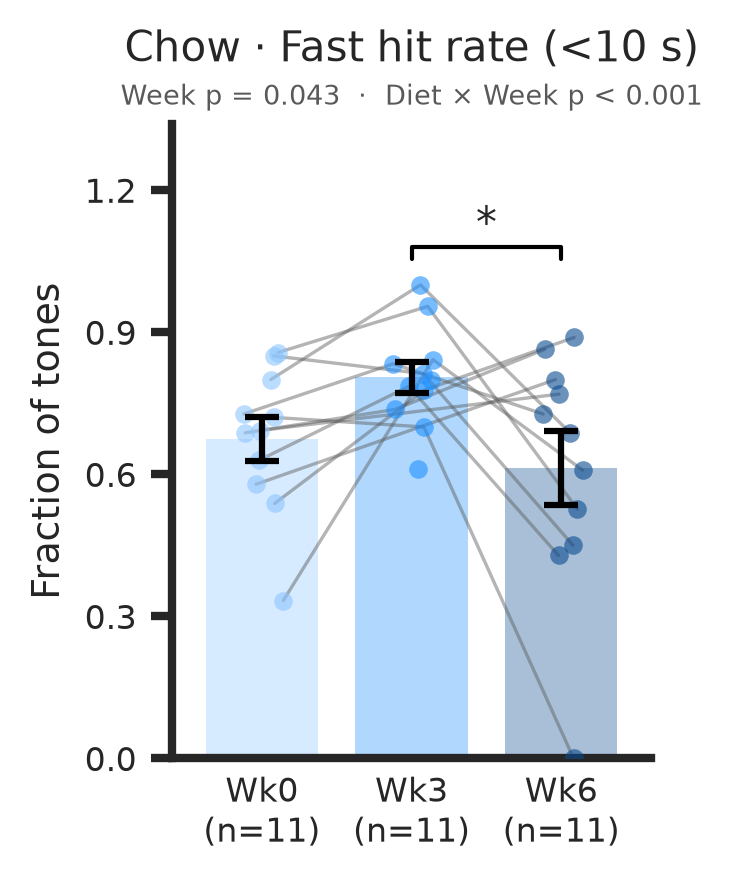 Chow · Fast hit rate (<10 s)
Week p = 0.043 · Diet × Week p < 0.001
Fraction of tones
1.2
0.9
0.6
0.3
0.0
*
Wk0
(n=11)
Wk3
(n=11)
Wk6
(n=11)